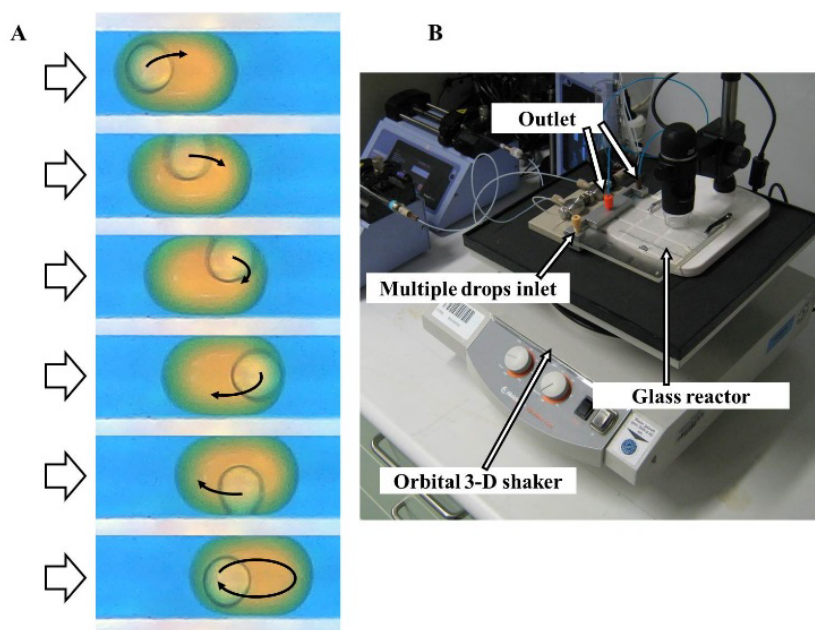 A
B
Outlet
Multiple drops inlet
Glass reactor
Orbital 3-D shaker